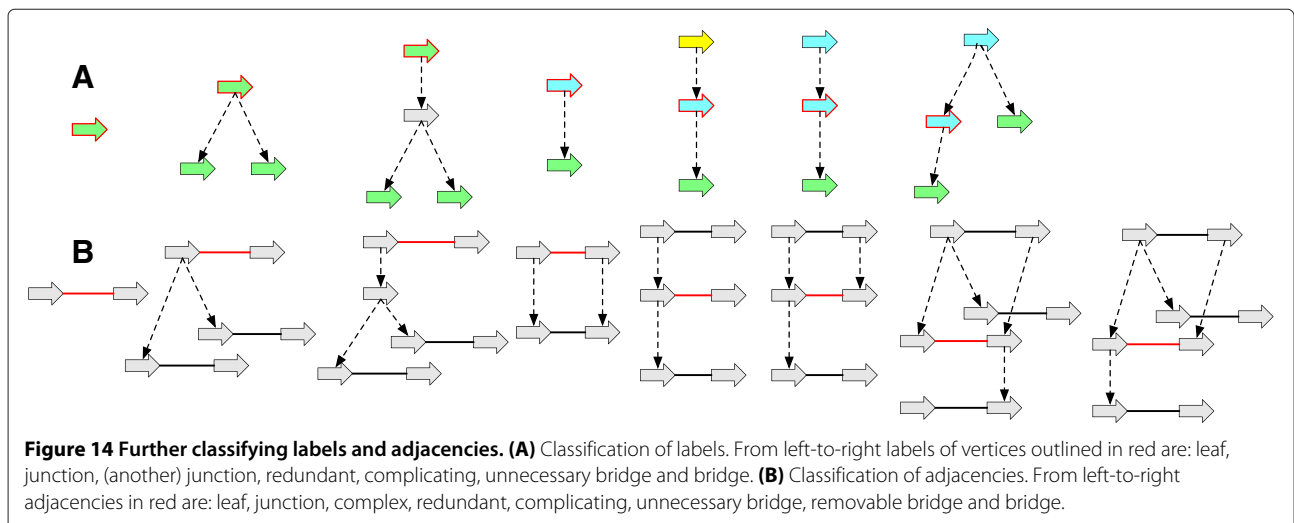 A
B
Figure 14 Further classifying labels and adjacencies. (A) Classification of labels. From left-to-right labels of vertices outlined in red are: leaf,
junction, (another) junction, redundant, complicating, unnecessary bridge and bridge. (B) Classification of adjacencies. From left-to-right
adjacencies in red are: leaf, junction, complex, redundant, complicating, unnecessary bridge, removable bridge and bridge.